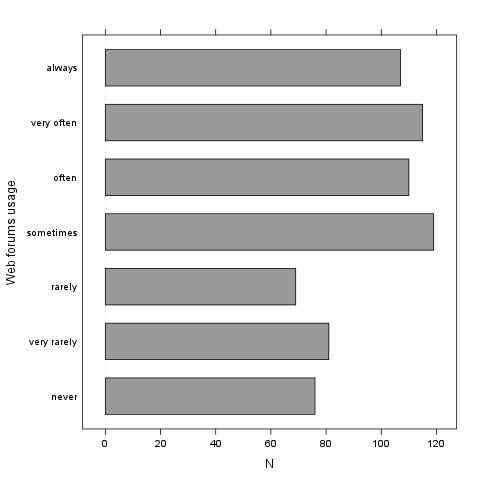 always
very often
often
sometimes
rarely
very rarely
never
Web forums usage
0 20 40 60 80 100 120
N